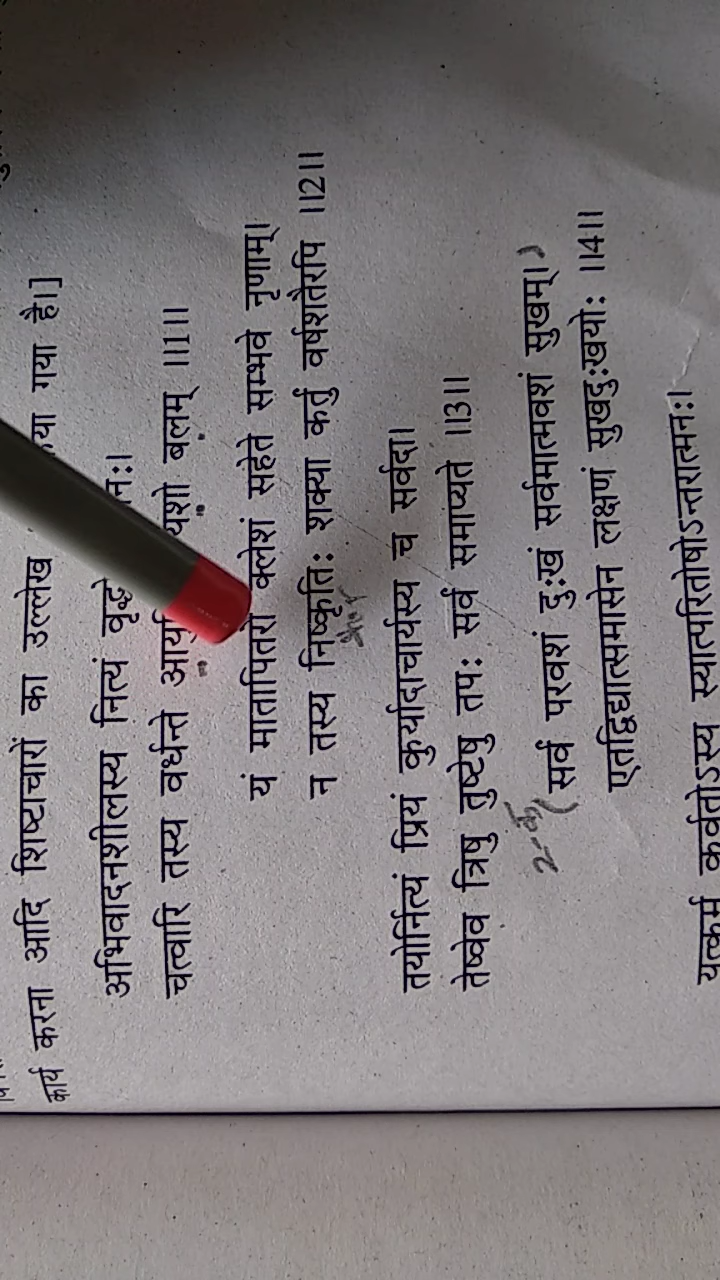 कार्य करना आदि शिष्टाचारों का उल्लेख गया है।]
अभिवादनशीलस्य नित्यं
चत्वारि तस्य वर्धन्ते यशो बलम् ।।1।।
यं मातापितरौ क्लेशं सहेते सम्भवे नृणाम्।
न तस्य निष्कृतिः शक्या कर्तुं वर्षशतैरपि ।।2।।
तयोर्नित्यं प्रियं कुर्यादाचार्यस्य च सर्वदा।
तेष्वेव त्रिषु तुष्टेषु तपः सर्वं समाप्यते ।।3।।
सर्वं परवशं दुःखं सर्वमात्मवशं सुखम्।
एतद्विद्यात्समासेन लक्षणं सुखदुःखयोः ।।4।।
यत्कर्म कुर्वतोऽस्य स्यात्परितोषोऽन्तरात्मनः।